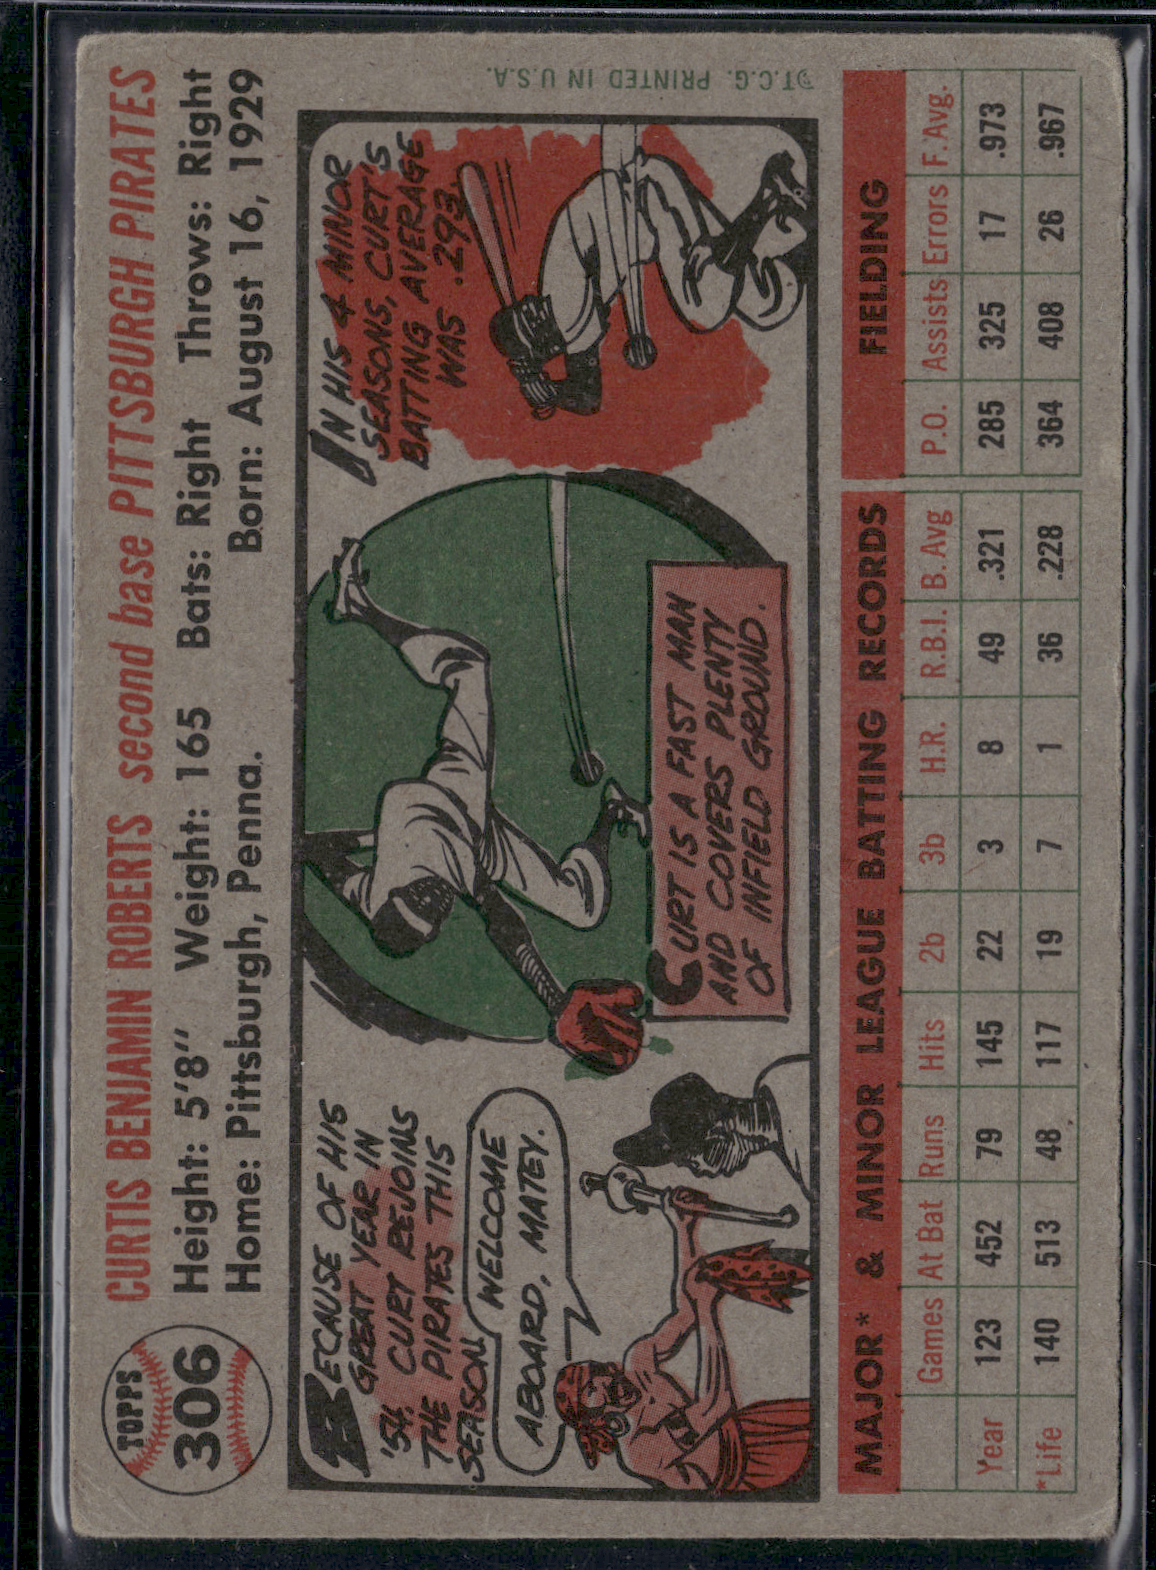 TOPPS
306
CURTIS BENJAMIN ROBERTS second base PITTSBURGH PIRATES
Height: 5'8" Weight: 165 Bats: Right Throws: Right
Home: Pittsburgh, Penna. Born: August 16, 1929
BECAUSE OF HIS
GREAT YEAR IN
'54, CURT REJOINS
THE PIRATES THIS
SEASON.
WELCOME
ABOARD, MATEY.
CURT IS A FAST MAN
AND COVERS PLENTY
OF INFIELD GROUND.
IN HIS 4 MINOR
SEASONS, CURT'S
BATTING AVERAGE
WAS .293.
©T.C.G. PRINTED IN U.S.A.
MAJOR* & MINOR LEAGUE BATTING RECORDS FIELDING
Games At Bat Runs Hits 2b 3b H.R. R.B.I. B.Avg P.O. Assists Errors F.Avg.
Year 123 452 79 145 22 3 8 49 .321 285 325 17 .973
*Life 140 513 48 117 19 7 1 36 .228 364 408 26 .967